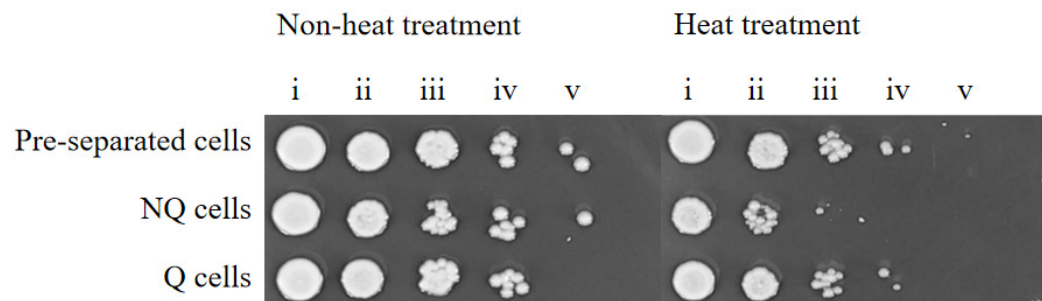 Non-heat treatment Heat treatment
i ii iii iv v i ii iii iv v
Pre-separated cells
NQ cells
Q cells